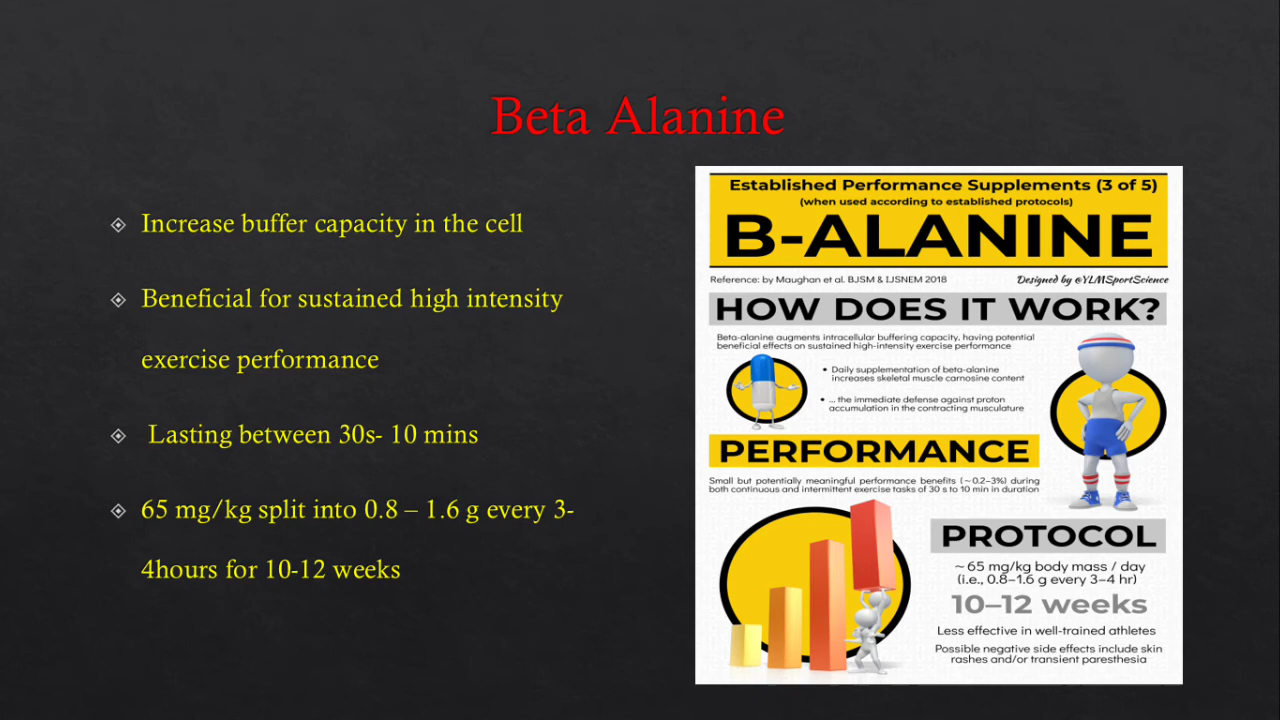 Beta Alanine
Increase buffer capacity in the cell
Beneficial for sustained high intensity
exercise performance
Lasting between 30s- 10 mins
65 mg/kg split into 0.8 – 1.6 g every 3-
4hours for 10-12 weeks
Established Performance Supplements (3 of 5)
(when used according to established protocols)
B-ALANINE
Reference: by Maughan et al. BJSM & IJSNEM 2018
Designed by @YLMSportScience
HOW DOES IT WORK?
Beta-alanine augments intracellular buffering capacity, having potential
beneficial effects on sustained high-intensity exercise performance
• Daily supplementation of beta-alanine
increases skeletal muscle carnosine content
• ... the immediate defense against proton
accumulation in the contracting musculature
PERFORMANCE
Small but potentially meaningful performance benefits (~0.2–3%) during
both continuous and intermittent exercise tasks of 30 s to 10 min in duration
PROTOCOL
~65 mg/kg body mass / day
(i.e., 0.8–1.6 g every 3–4 hr)
10–12 weeks
Less effective in well-trained athletes
Possible negative side effects include skin
rashes and/or transient paresthesia